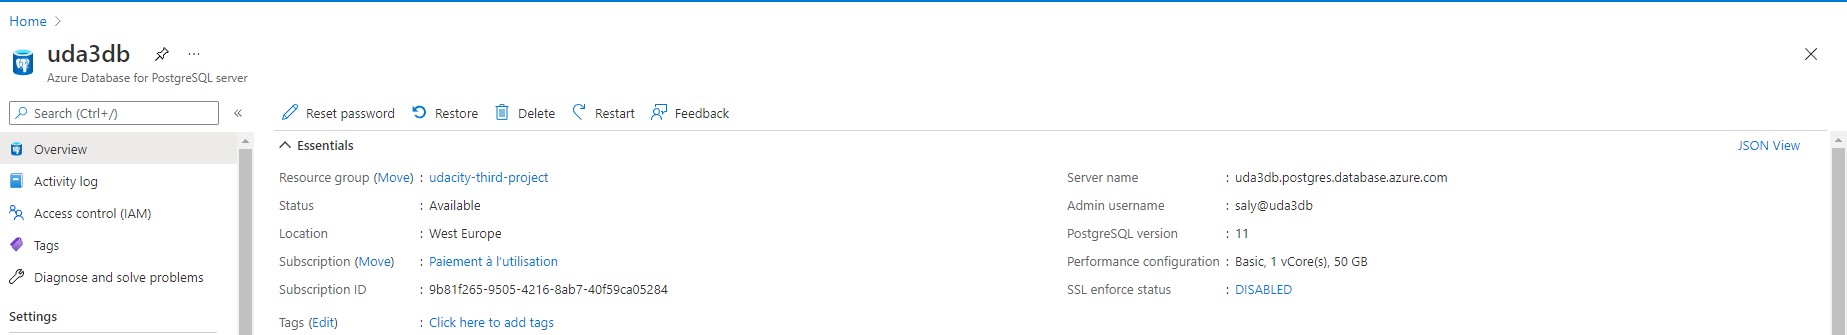 Home >
uda3db ...
Azure Database for PostgreSQL server
Search (Ctrl+/) «
Overview
Activity log
Access control (IAM)
Tags
Diagnose and solve problems
Settings
Reset password Restore Delete Restart Feedback
Essentials JSON View
Resource group (Move) : udacity-third-project
Status : Available
Location : West Europe
Subscription (Move) : Paiement à l'utilisation
Subscription ID : 9b81f265-9505-4216-8ab7-40f59ca05284
Tags (Edit) : Click here to add tags
Server name : uda3db.postgres.database.azure.com
Admin username : saly@uda3db
PostgreSQL version : 11
Performance configuration : Basic, 1 vCore(s), 50 GB
SSL enforce status : DISABLED